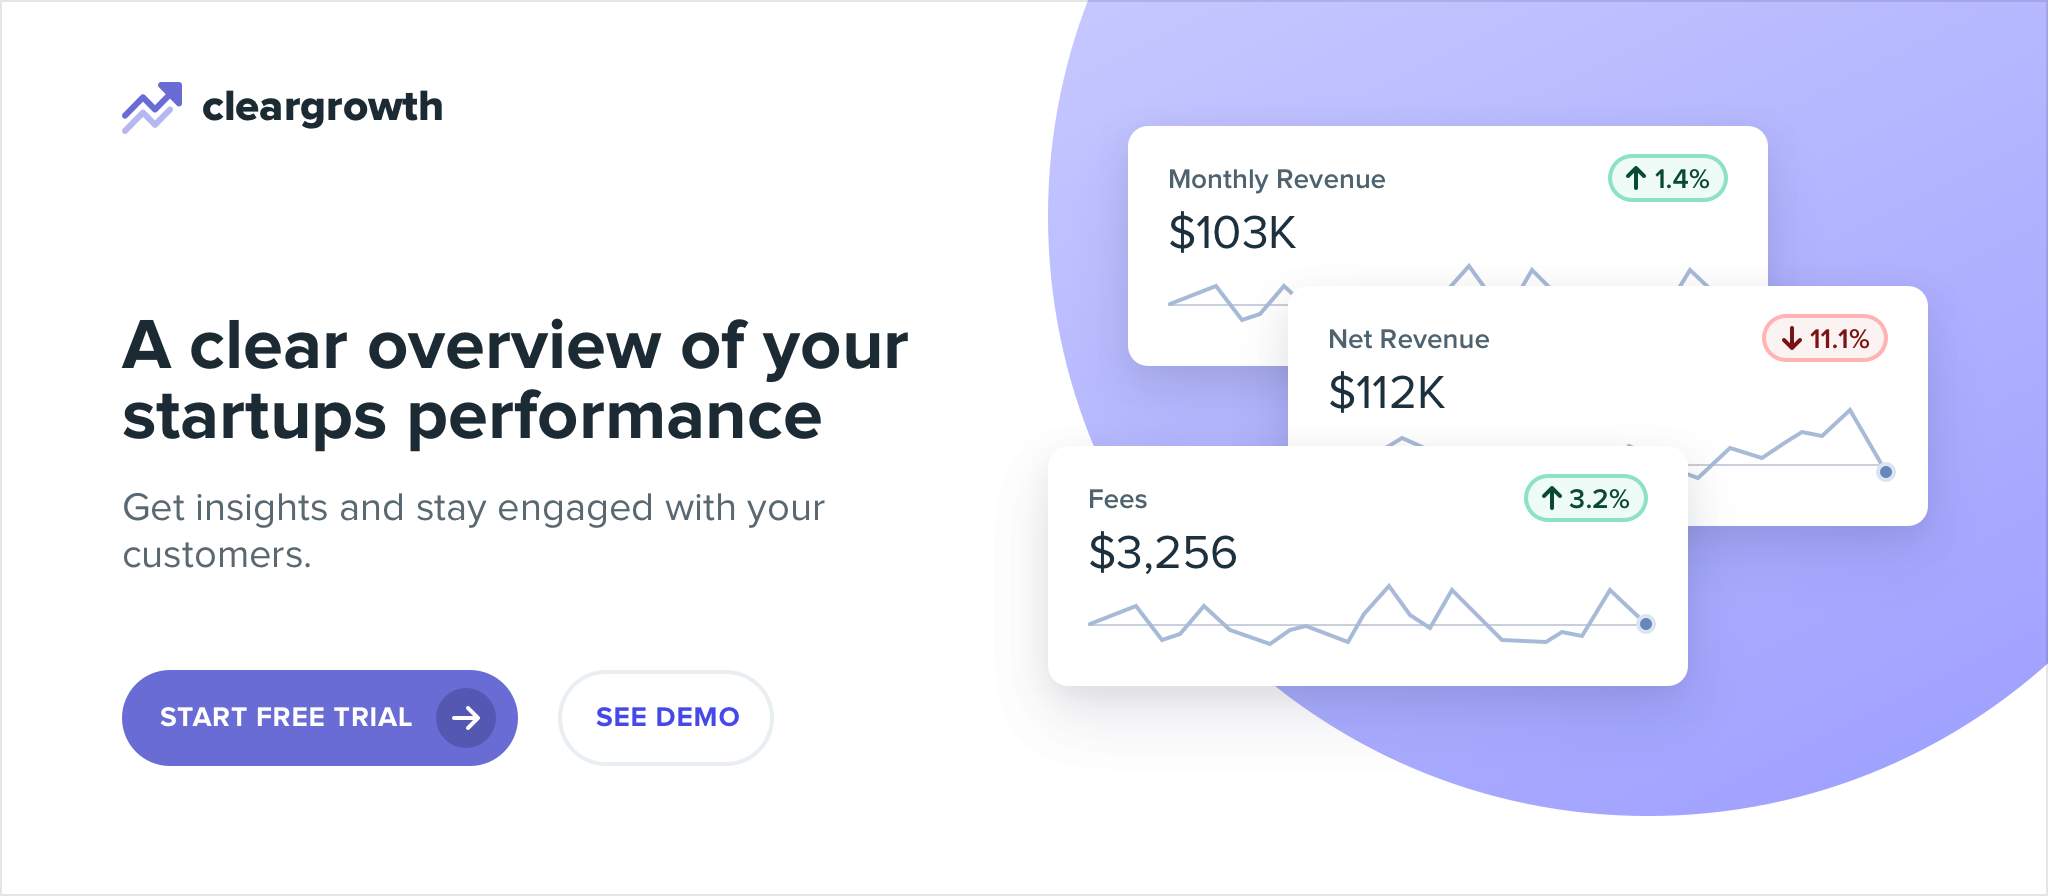 cleargrowth
A clear overview of your
startups performance
Get insights and stay engaged with your
customers.
START FREE TRIAL
SEE DEMO
Monthly Revenue
1.4%
$103K
Net Revenue
11.1%
$112K
Fees
3.2%
$3,256